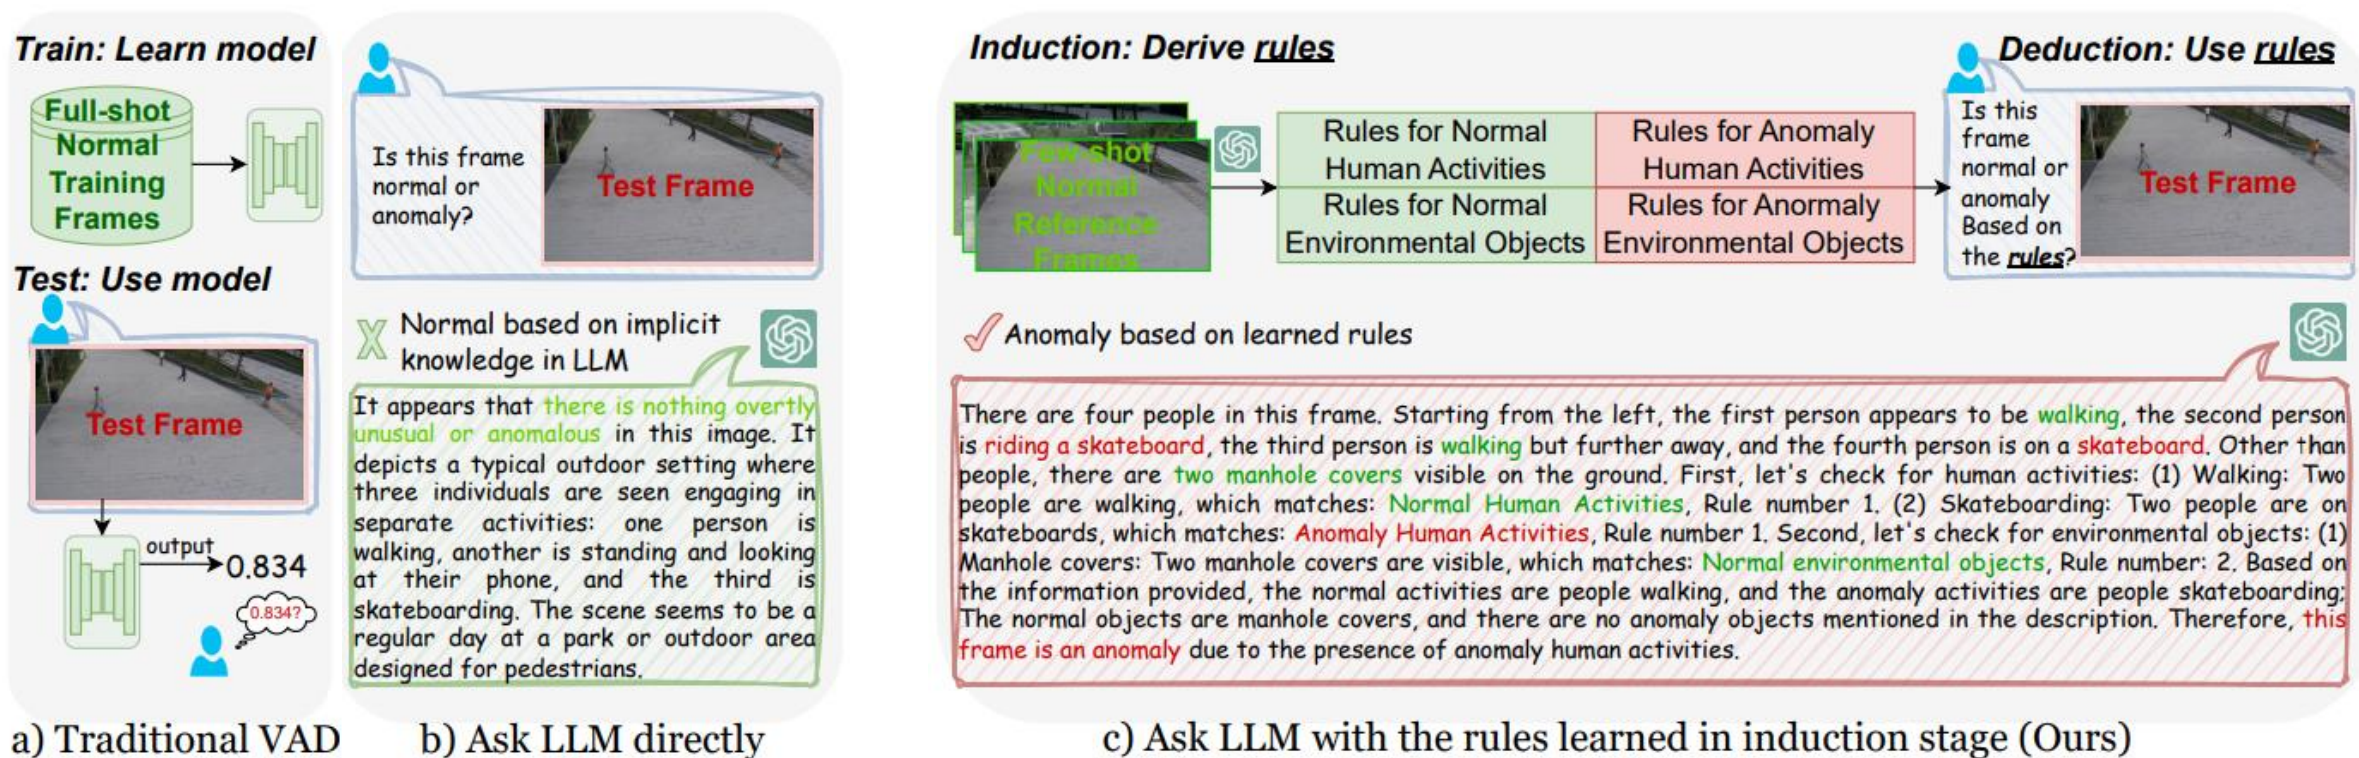 Train: Learn model
Full-shot
Normal
Training
Frames
Test: Use model
Test Frame
output
0.834
0.834?
a) Traditional VAD
Is this frame
normal or
anomaly?
Test Frame
X Normal based on implicit
knowledge in LLM
It appears that there is nothing overtly
unusual or anomalous in this image. It
depicts a typical outdoor setting where
three individuals are seen engaging in
separate activities: one person is
walking, another is standing and looking
at their phone, and the third is
skateboarding. The scene seems to be a
regular day at a park or outdoor area
designed for pedestrians.
b) Ask LLM directly
Induction: Derive rules
Few-shot
Normal
Reference
Frames
Rules for Normal
Human Activities
Rules for Anomaly
Human Activities
Rules for Normal
Environmental Objects
Rules for Anormaly
Environmental Objects
Deduction: Use rules
Is this
frame
normal or
anomaly
Based on
the rules?
Test Frame
Anomaly based on learned rules
There are four people in this frame. Starting from the left, the first person appears to be walking, the second person
is riding a skateboard, the third person is walking but further away, and the fourth person is on a skateboard. Other than
people, there are two manhole covers visible on the ground. First, let's check for human activities: (1) Walking: Two
people are walking, which matches: Normal Human Activities, Rule number 1. (2) Skateboarding: Two people are on
skateboards, which matches: Anomaly Human Activities, Rule number 1. Second, let's check for environmental objects: (1)
Manhole covers: Two manhole covers are visible, which matches: Normal environmental objects, Rule number: 2. Based on
the information provided, the normal activities are people walking, and the anomaly activities are people skateboarding;
The normal objects are manhole covers, and there are no anomaly objects mentioned in the description. Therefore, this
frame is an anomaly due to the presence of anomaly human activities.
c) Ask LLM with the rules learned in induction stage (Ours)